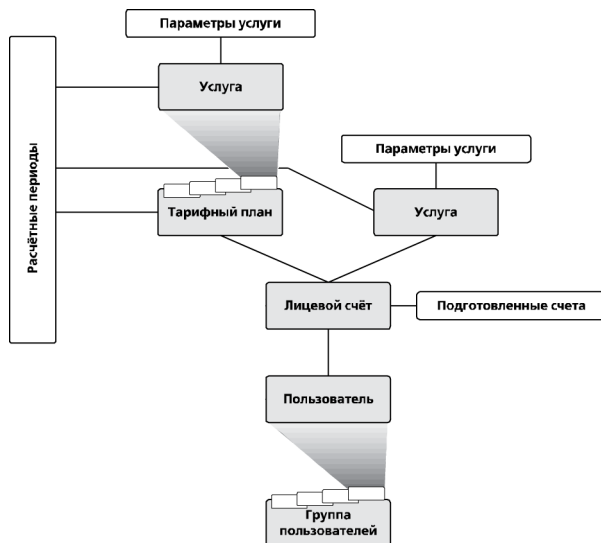 Параметры услуги
Услуга
Расчётные периоды
Параметры услуги
Тарифный план
Услуга
Лицевой счёт
Подготовленные счета
Пользователь
Группа
пользователей